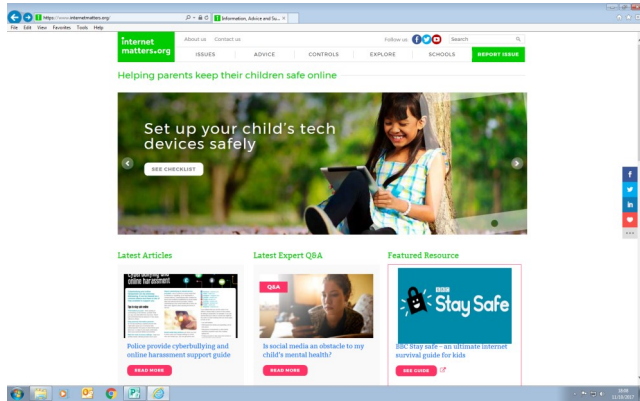 https://www.internetmatters.org/
Information, Advice and Su...
File Edit View Favorites Tools Help
internet
matters.org
About us Contact us
Follow us
Search
ISSUES ADVICE CONTROLS EXPLORE SCHOOLS REPORT ISSUE
Helping parents keep their children safe online
Set up your child's tech
devices safely
SEE CHECKLIST
Latest Articles
Latest Expert Q&A
Featured Resource
Cyberbullying and
online harassment
Q&A
BBC
Stay Safe
Police provide cyberbullying and
online harassment support guide
READ MORE
Is social media an obstacle to my
child's mental health?
READ MORE
BBC Stay safe – an ultimate internet
survival guide for kids
SEE GUIDE